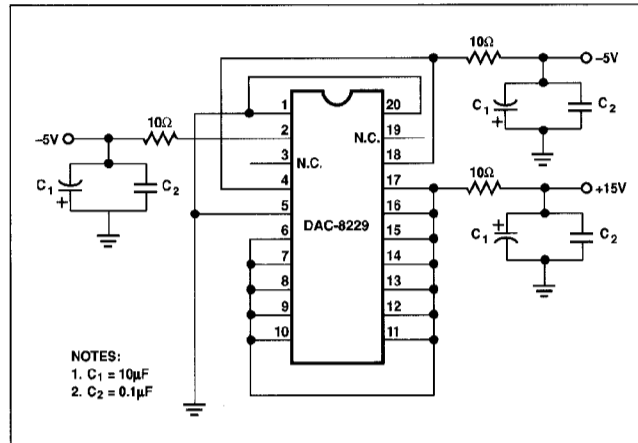 10Ω
–5V
C1
+
C2
10Ω
–5V
C1
+
C2
1
2
3
4
5
6
7
8
9
10
N.C.
DAC-8229
N.C.
20
19
18
17
16
15
14
13
12
11
10Ω
+15V
+
C1
C2
NOTES:
1. C1 = 10µF
2. C2 = 0.1µF